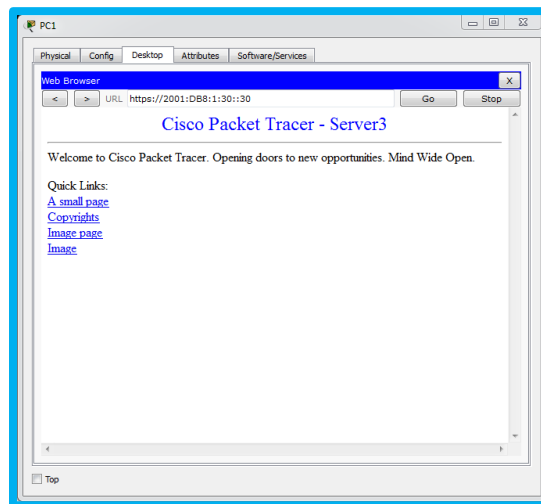 PC1
Physical Config Desktop Attributes Software/Services
Web Browser X
< > URL https://2001:DB8:1:30::30 Go Stop
Cisco Packet Tracer - Server3
Welcome to Cisco Packet Tracer. Opening doors to new opportunities. Mind Wide Open.
Quick Links:
A small page
Copyrights
Image page
Image
Top